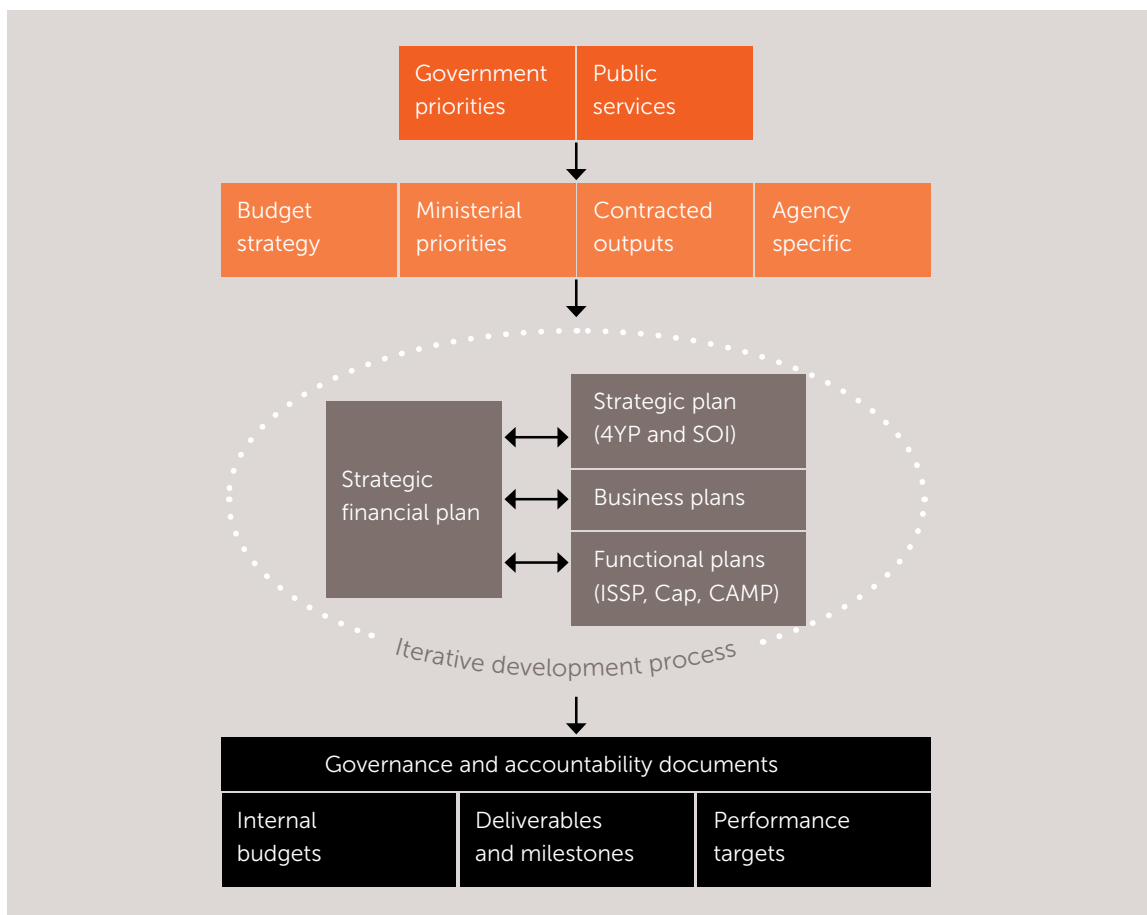 Government
priorities
Public
services
Budget
strategy
Ministerial
priorities
Contracted
outputs
Agency
specific
Strategic
financial plan
Strategic plan
(4YP and SOI)
Business plans
Functional plans
(ISSP, Cap, CAMP)
Iterative development process
Governance and accountability documents
Internal
budgets
Deliverables
and milestones
Performance
targets